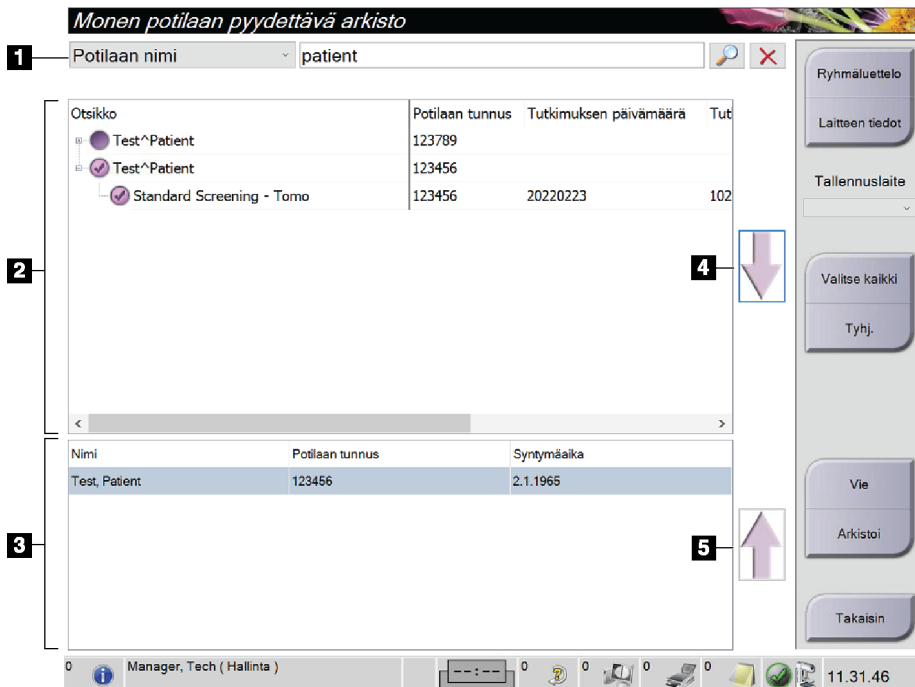 Monen potilaan pyydettävä arkisto
1 Potilaan nimi patient
Ryhmäluettelo
Laitteen tiedot
Tallennuslaite
Valitse kaikki
Tyhj.
Vie
Arkistoi
Takaisin
2
Otsikko Potilaan tunnus Tutkimuksen päivämäärä Tut
Test^Patient 123789
Test^Patient 123456
Standard Screening - Tomo 123456 20220223 102
4
3
Nimi Potilaan tunnus Syntymäaika
Test, Patient 123456 2.1.1965
5
0 Manager, Tech ( Hallinta ) --:-- 0 0 0 0 11.31.46